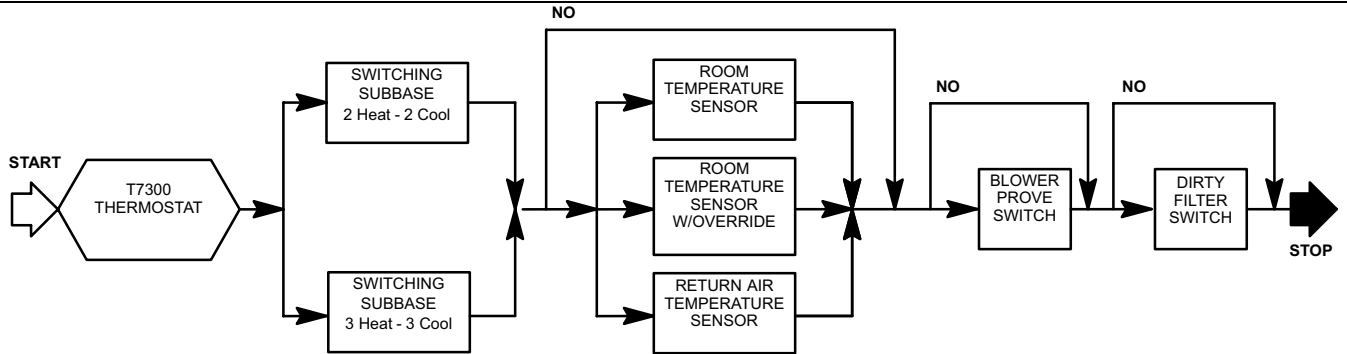 START
T7300
THERMOSTAT
SWITCHING
SUBBASE
2 Heat - 2 Cool
SWITCHING
SUBBASE
3 Heat - 3 Cool
NO
ROOM
TEMPERATURE
SENSOR
ROOM
TEMPERATURE
SENSOR
W/OVERRIDE
RETURN AIR
TEMPERATURE
SENSOR
NO
BLOWER
PROVE
SWITCH
NO
DIRTY
FILTER
SWITCH
STOP